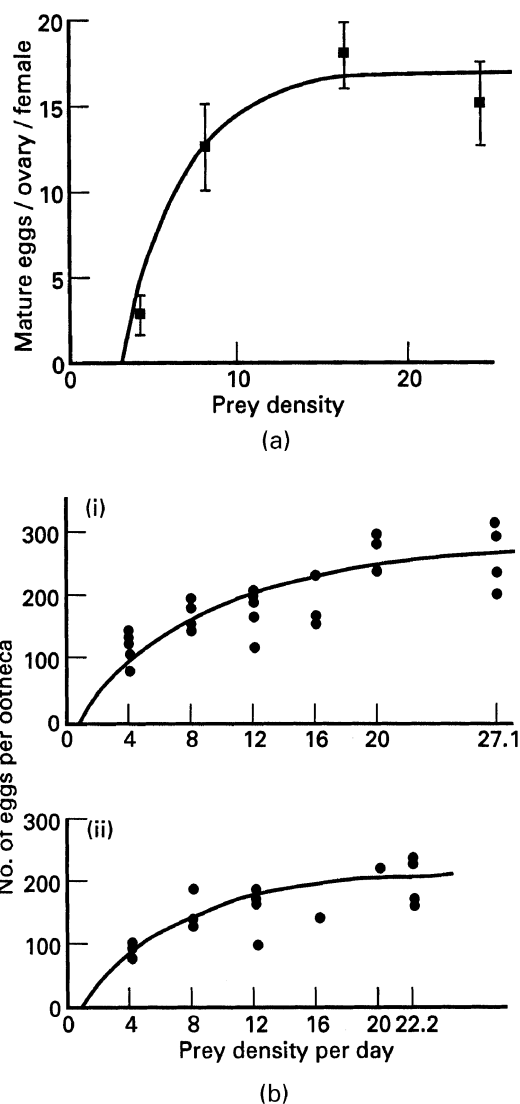 Mature eggs / ovary / female
20
15
10
5
0
0 10 20
Prey density
(a)
No. of eggs per ootneca
(i)
300
200
100
0
0 4 8 12 16 20 27.1
(ii)
300
200
100
0
0 4 8 12 16 20 22.2
Prey density per day
(b)